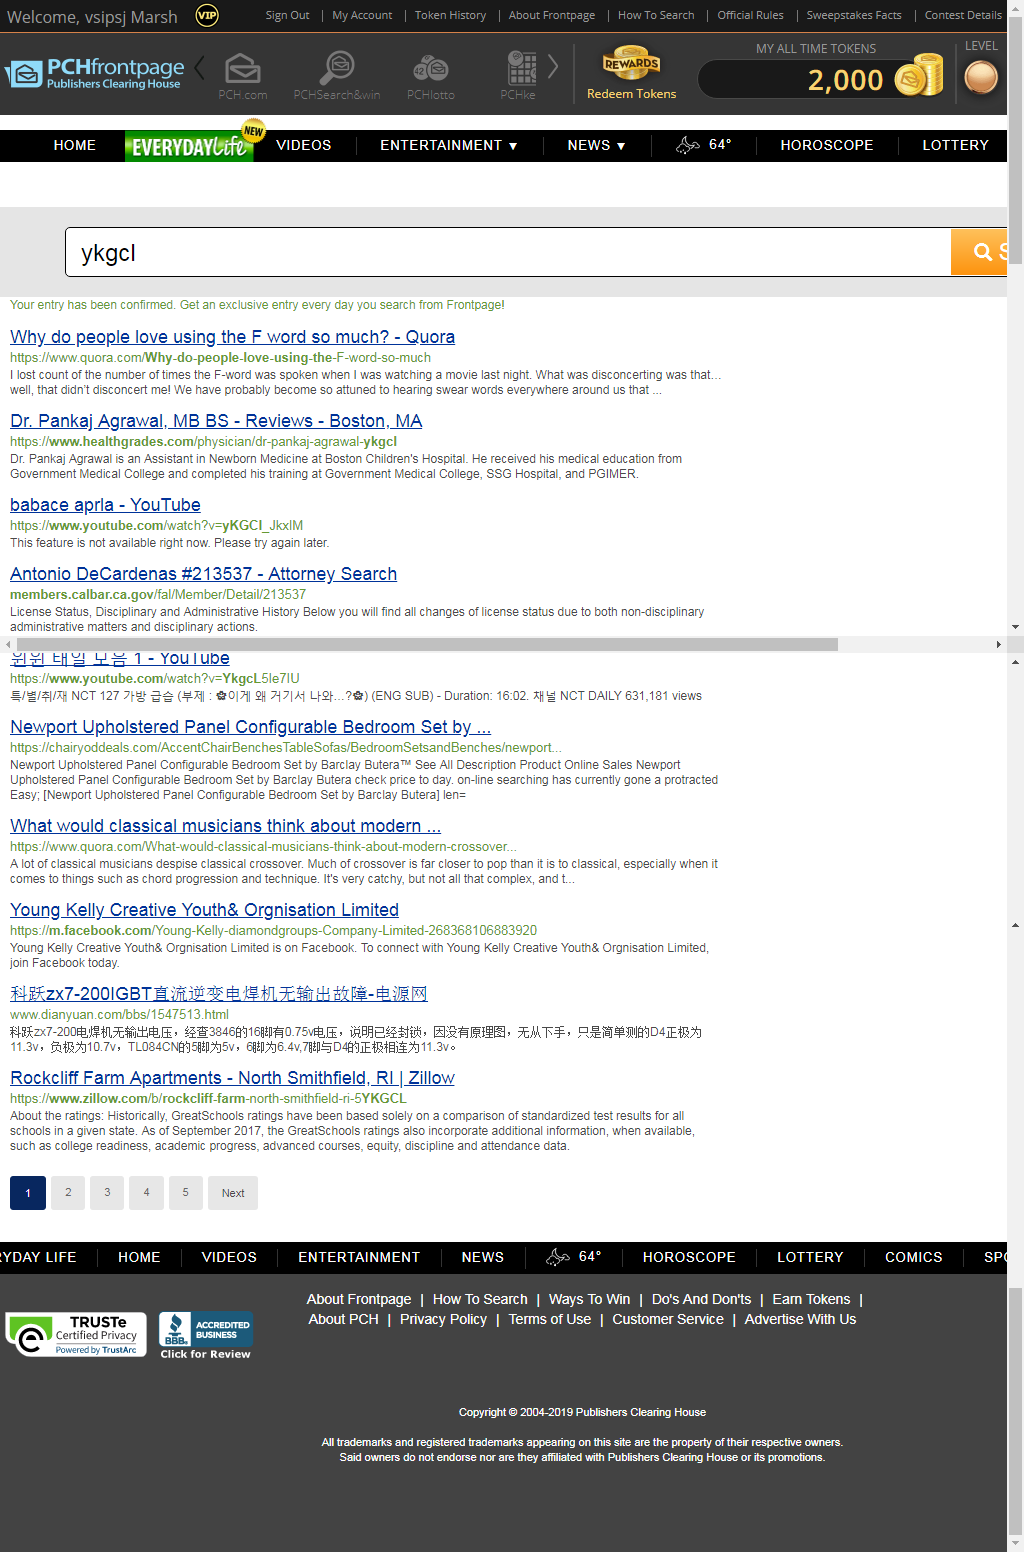 Welcome, vsipsj Marsh VIP Sign Out | My Account | Token History | About Frontpage | How To Search | Official Rules | Sweepstakes Facts | Contest Details
PCHfrontpage
Publishers Clearing House
PCH.com PCHSearch&win PCHlotto PCHke
REWARDS
Redeem Tokens
MY ALL TIME TOKENS
2,000
LEVEL
HOME EVERYDAY Life NEW VIDEOS ENTERTAINMENT ▼ NEWS ▼ 64° HOROSCOPE LOTTERY
ykgcl
S
Your entry has been confirmed. Get an exclusive entry every day you search from Frontpage!
Why do people love using the F word so much? - Quora
https://www.quora.com/Why-do-people-love-using-the-F-word-so-much
I lost count of the number of times the F-word was spoken when I was watching a movie last night. What was disconcerting was that...
well, that didn't disconcert me! We have probably become so attuned to hearing swear words everywhere around us that ...
Dr. Pankaj Agrawal, MB BS - Reviews - Boston, MA
https://www.healthgrades.com/physician/dr-pankaj-agrawal-ykgcl
Dr. Pankaj Agrawal is an Assistant in Newborn Medicine at Boston Children's Hospital. He received his medical education from
Government Medical College and completed his training at Government Medical College, SSG Hospital, and PGIMER.
babace aprla - YouTube
https://www.youtube.com/watch?v=yKGCI_JkxlM
This feature is not available right now. Please try again later.
Antonio DeCardenas #213537 - Attorney Search
members.calbar.ca.gov/fal/Member/Detail/213537
License Status, Disciplinary and Administrative History Below you will find all changes of license status due to both non-disciplinary
administrative matters and disciplinary actions.
윈윈 태일 모음 1 - YouTube
https://www.youtube.com/watch?v=YkgcL5Ie7IU
특/별/취/재 NCT 127 가방 급습 (부제 : ✿이게 왜 거기서 나와...?✿) (ENG SUB) - Duration: 16:02. 채널 NCT DAILY 631,181 views
Newport Upholstered Panel Configurable Bedroom Set by ...
https://chairyoddeals.com/AccentChairBenchesTableSofas/BedroomSetsandBenches/newport...
Newport Upholstered Panel Configurable Bedroom Set by Barclay Butera™ See All Description Product Online Sales Newport
Upholstered Panel Configurable Bedroom Set by Barclay Butera check price to day. on-line searching has currently gone a protracted
Easy; [Newport Upholstered Panel Configurable Bedroom Set by Barclay Butera] len=
What would classical musicians think about modern ...
https://www.quora.com/What-would-classical-musicians-think-about-modern-crossover...
A lot of classical musicians despise classical crossover. Much of crossover is far closer to pop than it is to classical, especially when it
comes to things such as chord progression and technique. It's very catchy, but not all that complex, and t...
Young Kelly Creative Youth& Orgnisation Limited
https://m.facebook.com/Young-Kelly-diamondgroups-Company-Limited-268368106883920
Young Kelly Creative Youth& Orgnisation Limited is on Facebook. To connect with Young Kelly Creative Youth& Orgnisation Limited,
join Facebook today.
科跃zx7-200IGBT直流逆变电焊机无输出故障-电源网
www.dianyuan.com/bbs/1547513.html
科跃zx7-200电焊机无输出电压，经查3846的16脚有0.75v电压，说明已经封锁，因没有原理图，无从下手，只是简单测的D4正极为
11.3v，负极为10.7v，TL084CN的5脚为5v，6脚为6.4v,7脚与D4的正极相连为11.3v。
Rockcliff Farm Apartments - North Smithfield, RI | Zillow
https://www.zillow.com/b/rockcliff-farm-north-smithfield-ri-5YKGCL
About the ratings: Historically, GreatSchools ratings have been based solely on a comparison of standardized test results for all
schools in a given state. As of September 2017, the GreatSchools ratings also incorporate additional information, when available,
such as college readiness, academic progress, advanced courses, equity, discipline and attendance data.
1 2 3 4 5 Next
RYDAY LIFE HOME VIDEOS ENTERTAINMENT NEWS 64° HOROSCOPE LOTTERY COMICS SPO
About Frontpage | How To Search | Ways To Win | Do's And Don'ts | Earn Tokens |
About PCH | Privacy Policy | Terms of Use | Customer Service | Advertise With Us
TRUSTe
Certified Privacy
Powered by TrustArc
BBB
ACCREDITED
BUSINESS
Click for Review
Copyright © 2004-2019 Publishers Clearing House
All trademarks and registered trademarks appearing on this site are the property of their respective owners.
Said owners do not endorse nor are they affiliated with Publishers Clearing House or its promotions.